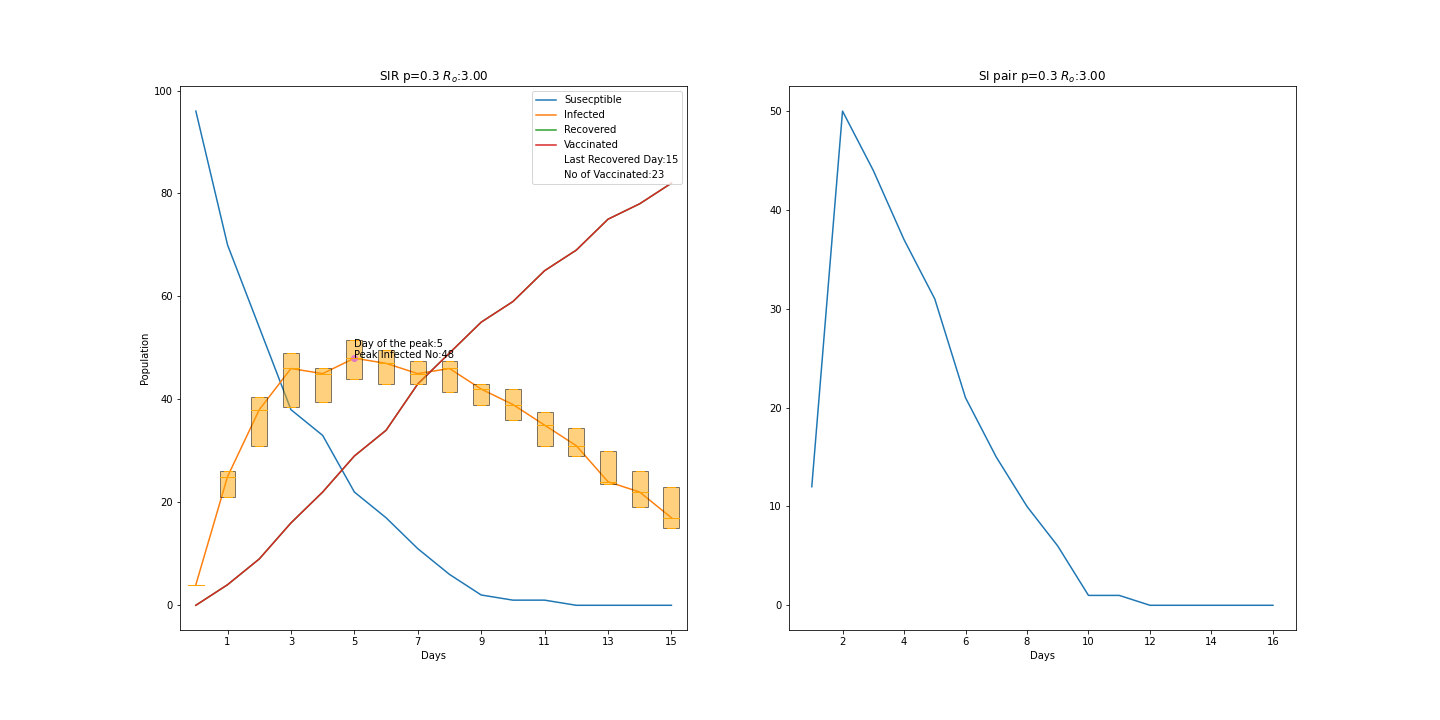 SIR p=0.3 Rₒ:3.00
100
80
60
40
20
0
Population
Susecptible
Infected
Recovered
Vaccinated
Last Recovered Day:15
No of Vaccinated:23
Day of the peak:5
Peak Infected No:48
1 3 5 7 9 11 13 15
Days
SI pair p=0.3 Rₒ:3.00
50
40
30
20
10
0
2 4 6 8 10 12 14 16
Days